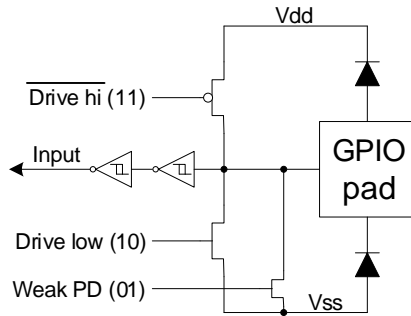 Vdd
Drive hi (11)
Input
GPIO
pad
Drive low (10)
Weak PD (01)
Vss